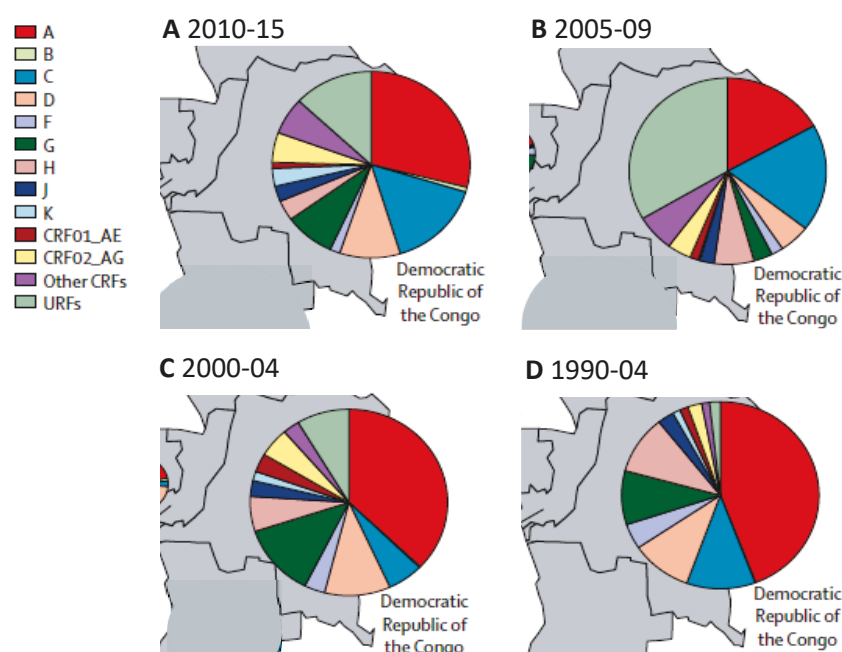 A 2010-15
B 2005-09
A
B
C
D
F
G
H
J
K
CRF01_AE
CRF02_AG
Other CRFs
URFs
Democratic
Republic of
the Congo
Democratic
Republic of
the Congo
C 2000-04
D 1990-04
Democratic
Republic of
the Congo
Democratic
Republic of
the Congo